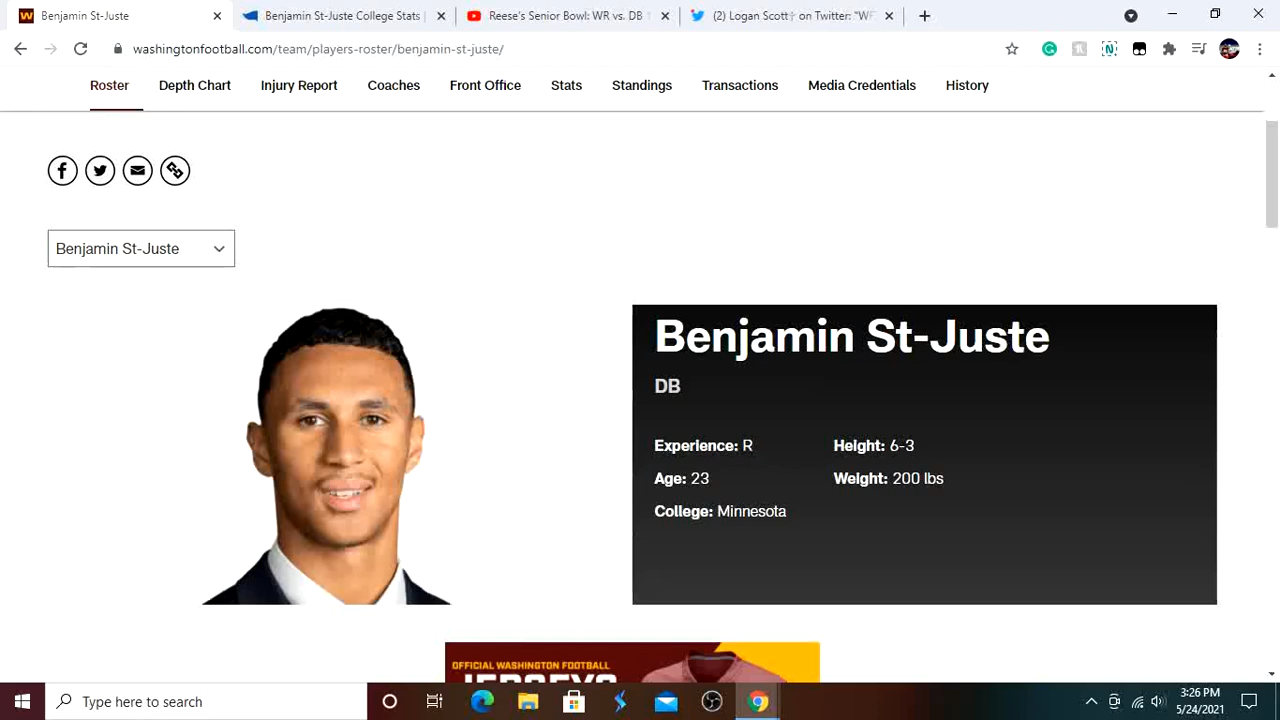 Benjamin St-Juste
Benjamin St-Juste College Stats |
Reese's Senior Bowl: WR vs. DB 1
(2) Logan Scott on Twitter: "WF
washingtonfootball.com/team/players-roster/benjamin-st-juste/
Roster Depth Chart Injury Report Coaches Front Office Stats Standings Transactions Media Credentials History
Benjamin St-Juste
Benjamin St-Juste
DB
Experience: R Height: 6-3
Age: 23 Weight: 200 lbs
College: Minnesota
OFFICIAL WASHINGTON FOOTBALL
JERSEYS
Type here to search
3:26 PM
5/24/2021